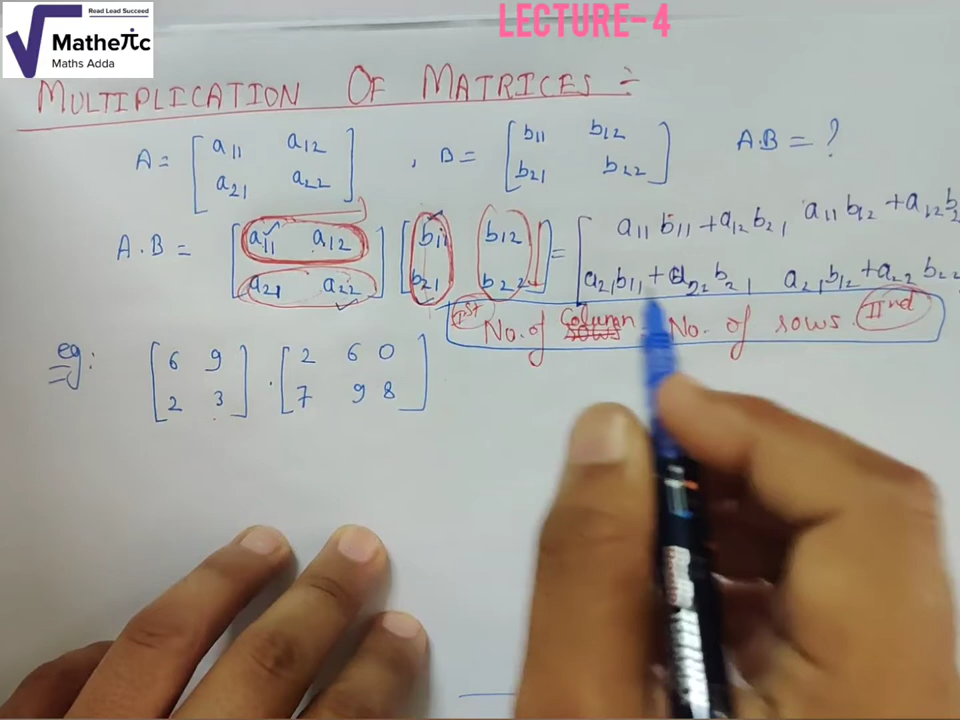 LECTURE-4
Read Lead Succeed
Matheπc
Maths Adda
MULTIPLICATION OF MATRICES :-
A = [ a11 a12 , B = [ b11 b12 A.B = ?
a21 a22 ] b21 b22 ]
A.B = [ a11 a12 ] [ b11 b12 ] = [ a11 b11 + a12 b21 a11 b12 + a12 b
a21 a22 b21 b22 a21 b11 + a22 b21 a21 b12 + a22 b22
Ist No. of Column No. of rows. IInd
eg: [ 6 9 ] . [ 2 6 0 ]
⇒ 2 3 7 9 8